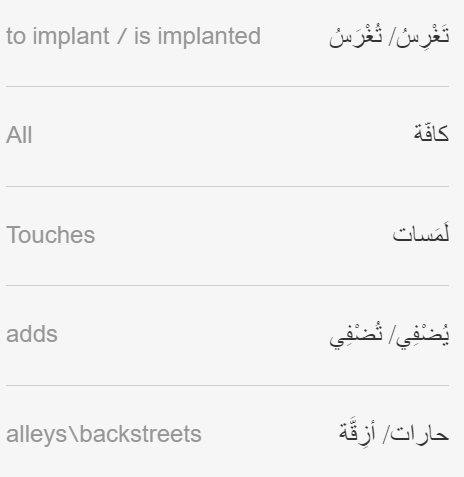 to implant / is implanted تَغْرِسُ/ تُغْرَسُ
All كافّة
Touches لَمَسات
adds يُضْفِي/ تُضْفِي
alleys\backstreets حارات/ أزِقَّة